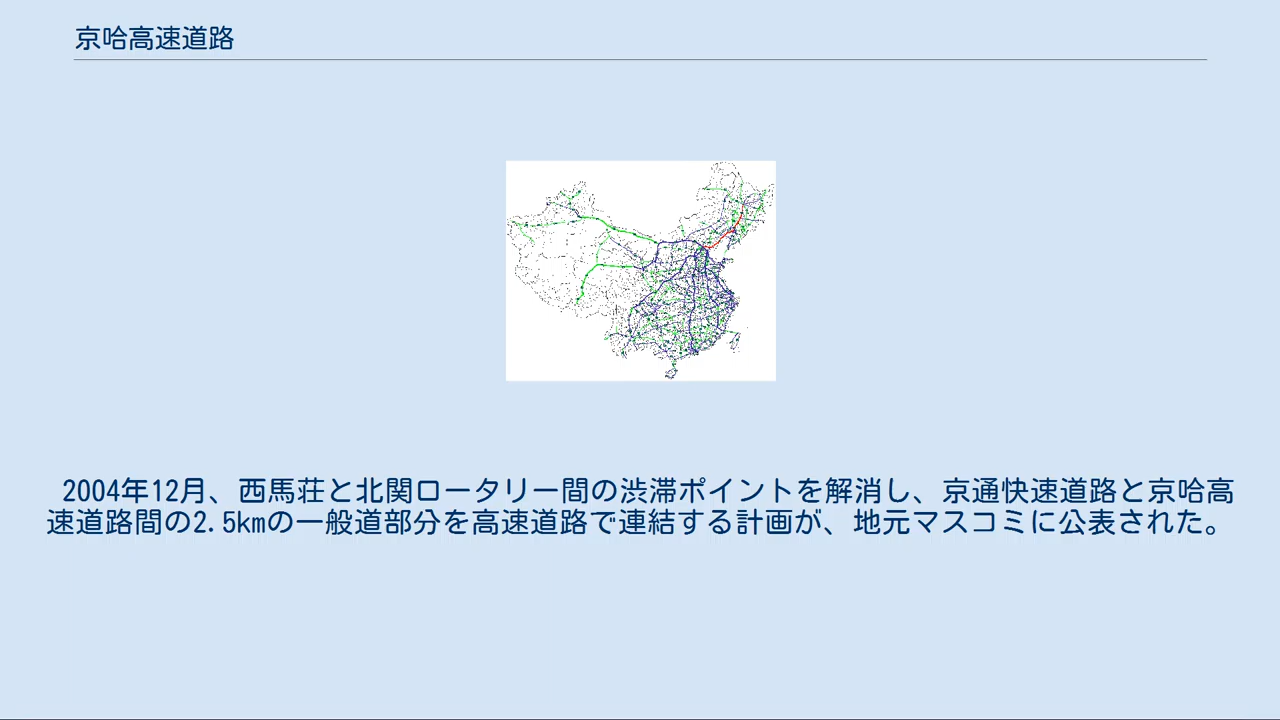 京哈高速道路
2004年12月、西馬荘と北関ロータリー間の渋滞ポイントを解消し、京通快速道路と京哈高
速道路間の2.5kmの一般道部分を高速道路で連結する計画が、地元マスコミに公表された。